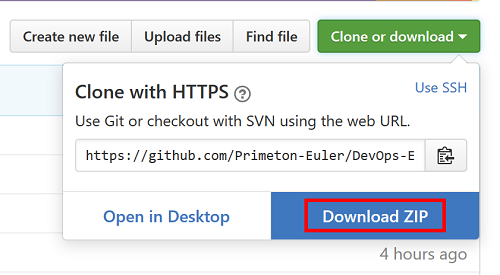 Create new file Upload files Find file Clone or download
Clone with HTTPS ? Use SSH
Use Git or checkout with SVN using the web URL.
https://github.com/Primeton-Euler/DevOps-E
Open in Desktop Download ZIP
4 hours ago